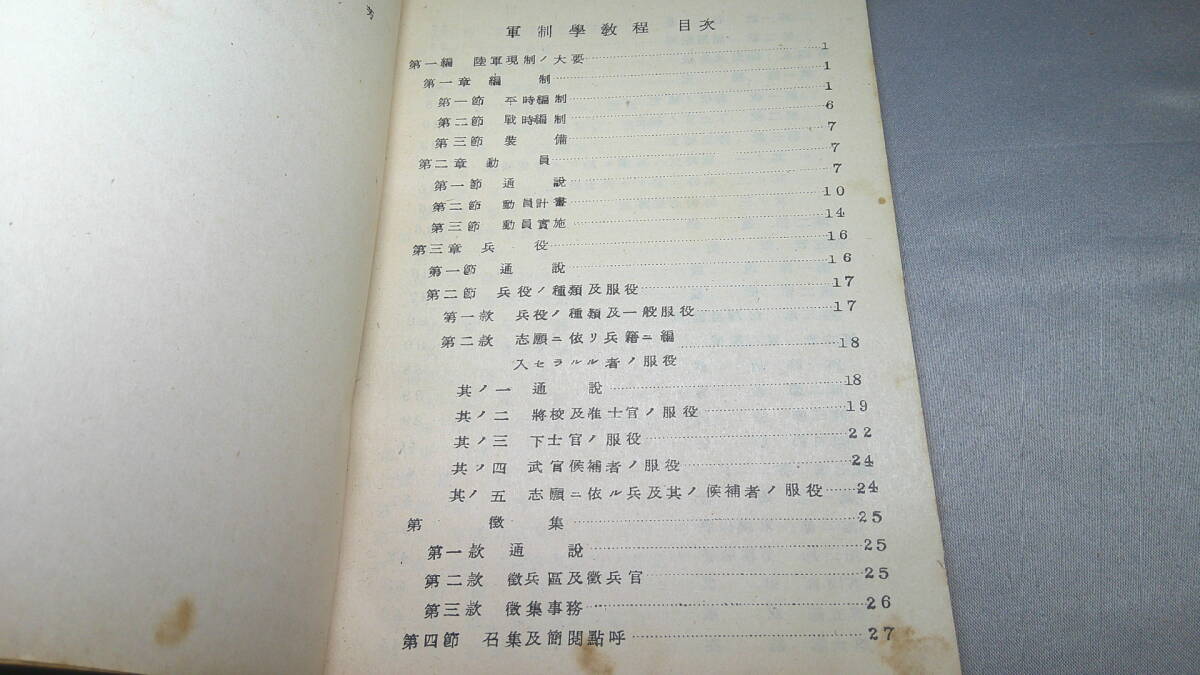 軍制學教程 目次
第一編 陸軍現制ノ大要 1
第一章 編制 1
第一節 平時編制 1
第二節 戰時編制 6
第三節 裝備 7
第二章 動員 7
第一節 通說 7
第二節 動員計畫 10
第三節 動員實施 14
第三章 兵役 16
第一節 通說 16
第二節 兵役ノ種類及服役 17
第一款 兵役ノ種類及一般服役 17
第二款 志願ニ依リ兵籍ニ編 18
入セラルル者ノ服役
其ノ一 通說 18
其ノ二 將校及准士官ノ服役 19
其ノ三 下士官ノ服役 22
其ノ四 武官候補者ノ服役 24
其ノ五 志願ニ依ル兵及其ノ候補者ノ服役 24
第 徵集 25
第一款 通說 25
第二款 徵兵區及徵兵官 25
第三款 徵集事務 26
第四節 召集及簡閱點呼 27